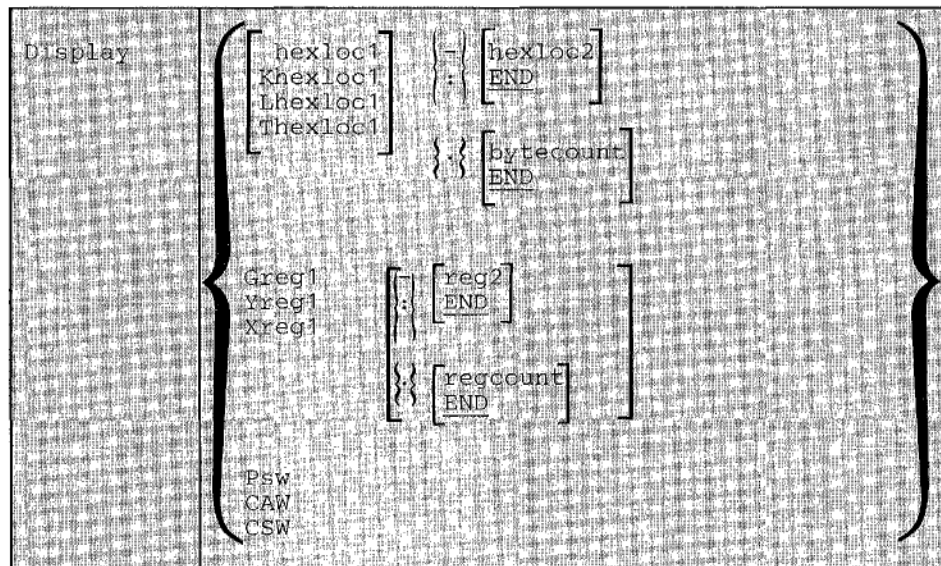 Display hexloc1 - hexloc2
Khexloc1 : END
Lhexloc1
Thexloc1
{.} bytecount
END
Greg1 - reg2
Yreg1 : END
Xreg1
{.} regcount
END
Psw
CAW
CSW